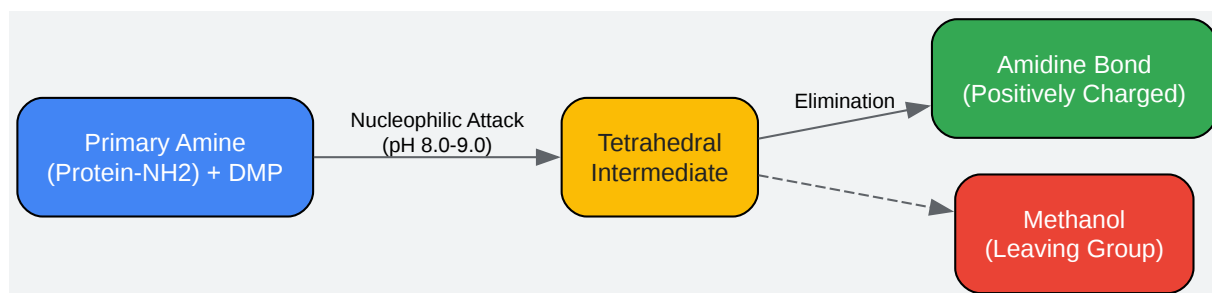 Primary Amine
(Protein-NH2) + DMP
Nucleophilic Attack
(pH 8.0-9.0)
Tetrahedral
Intermediate
Elimination
Amidine Bond
(Positively Charged)
Methanol
(Leaving Group)